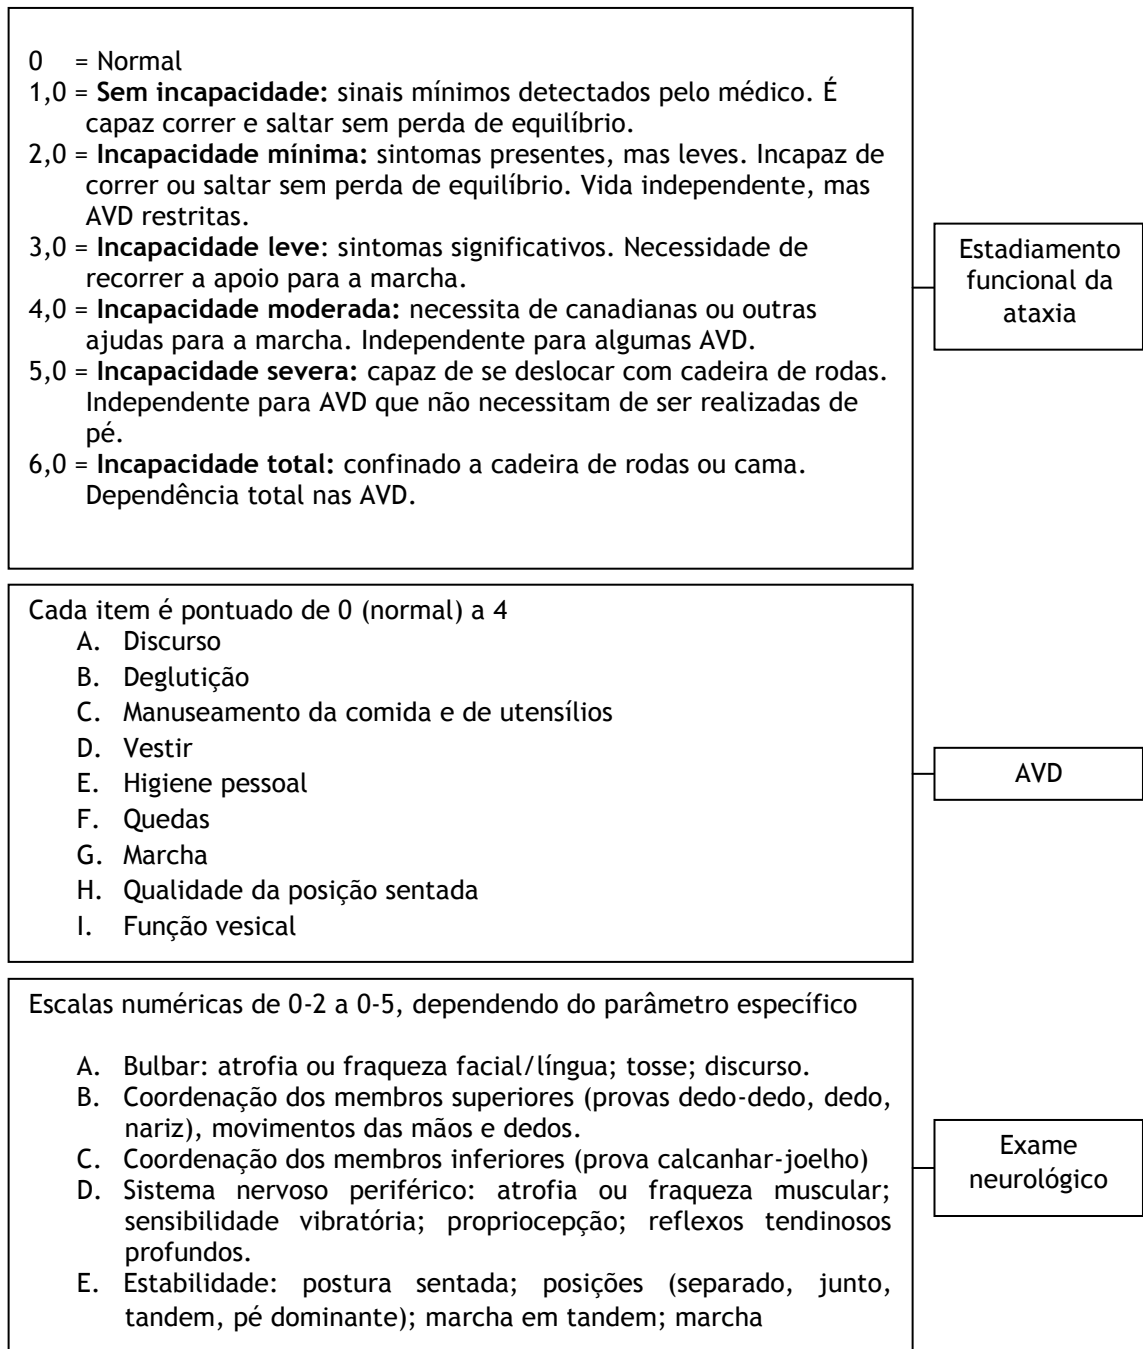 0 = Normal
1,0 = Sem incapacidade: sinais mínimos detectados pelo médico. É
capaz correr e saltar sem perda de equilíbrio.
2,0 = Incapacidade mínima: sintomas presentes, mas leves. Incapaz de
correr ou saltar sem perda de equilíbrio. Vida independente, mas
AVD restritas.
3,0 = Incapacidade leve: sintomas significativos. Necessidade de
recorrer a apoio para a marcha.
4,0 = Incapacidade moderada: necessita de canadianas ou outras
ajudas para a marcha. Independente para algumas AVD.
5,0 = Incapacidade severa: capaz de se deslocar com cadeira de rodas.
Independente para AVD que não necessitam de ser realizadas de
pé.
6,0 = Incapacidade total: confinado a cadeira de rodas ou cama.
Dependência total nas AVD.
Estadiamento
funcional da
ataxia
Cada item é pontuado de 0 (normal) a 4
A. Discurso
B. Deglutição
C. Manuseamento da comida e de utensílios
D. Vestir
E. Higiene pessoal
F. Quedas
G. Marcha
H. Qualidade da posição sentada
I. Função vesical
AVD
Escalas numéricas de 0-2 a 0-5, dependendo do parâmetro específico
A. Bulbar: atrofia ou fraqueza facial/língua; tosse; discurso.
B. Coordenação dos membros superiores (provas dedo-dedo, dedo,
nariz), movimentos das mãos e dedos.
C. Coordenação dos membros inferiores (prova calcanhar-joelho)
D. Sistema nervoso periférico: atrofia ou fraqueza muscular;
sensibilidade vibratória; propriocepção; reflexos tendinosos
profundos.
E. Estabilidade: postura sentada; posições (separado, junto,
tandem, pé dominante); marcha em tandem; marcha
Exame
neurológico